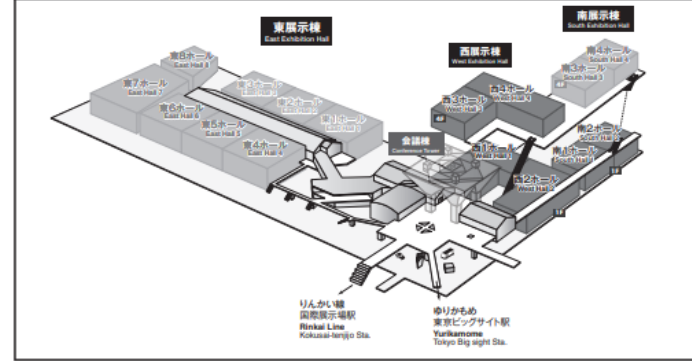 東展示棟
East Exhibition Hall
西展示棟
West Exhibition Hall
南展示棟
South Exhibition Hall
東8ホール
East Hall 8
東7ホール
East Hall 7
東6ホール
East Hall 6
東5ホール
East Hall 5
東4ホール
East Hall 4
東3ホール
East Hall 3
東2ホール
East Hall 2
東1ホール
East Hall 1
会議棟
Conference Tower
西3ホール
West Hall 3
西4ホール
West Hall 4
4F
南4ホール
South Hall 4
南3ホール
South Hall 3
4F
西1ホール
West Hall 1
西2ホール
West Hall 2
南2ホール
South Hall 2
南1ホール
South Hall 1
1F
1F
りんかい線
国際展示場駅
Rinkai Line
Kokusai-tenjijo Sta.
ゆりかもめ
東京ビッグサイト駅
Yurikamome
Tokyo Big sight Sta.